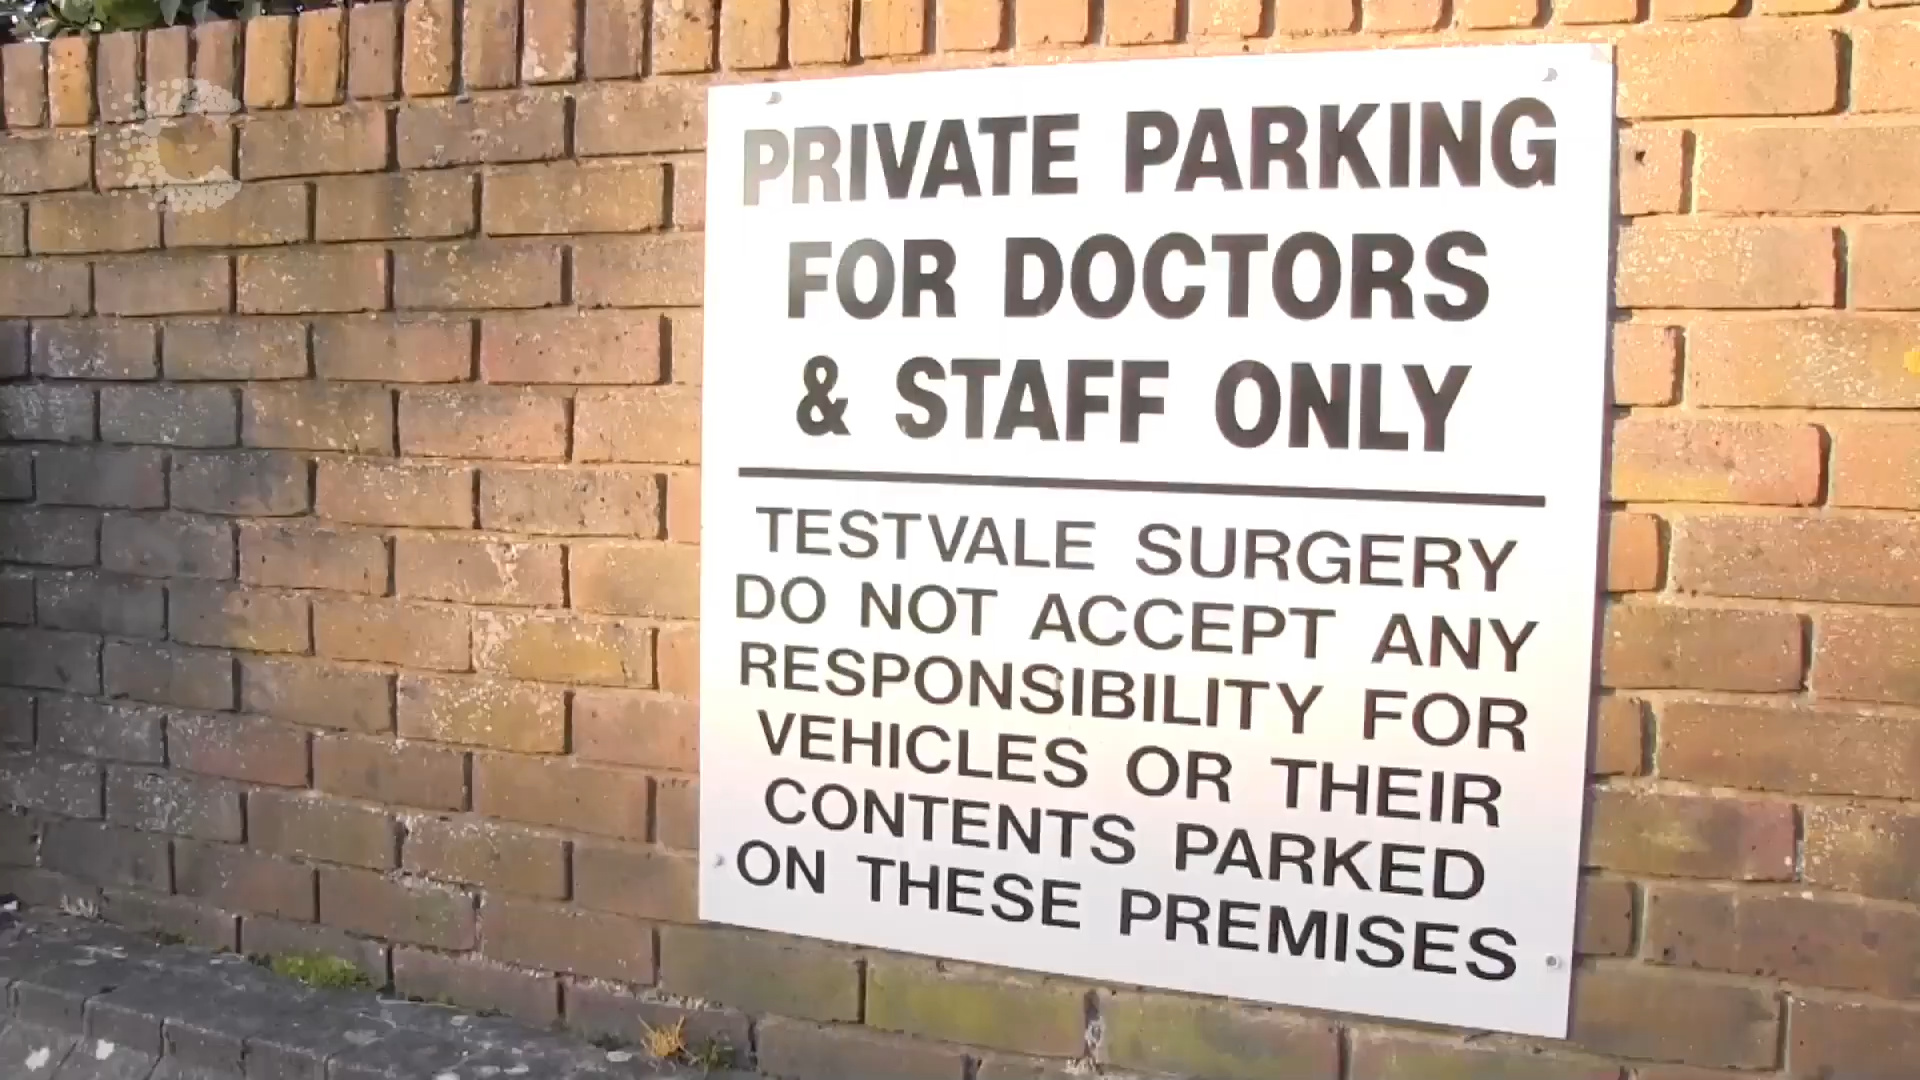 PRIVATE PARKING
FOR DOCTORS
& STAFF ONLY
TESTVALE SURGERY
DO NOT ACCEPT ANY
RESPONSIBILITY FOR
VEHICLES OR THEIR
CONTENTS PARKED
ON THESE PREMISES